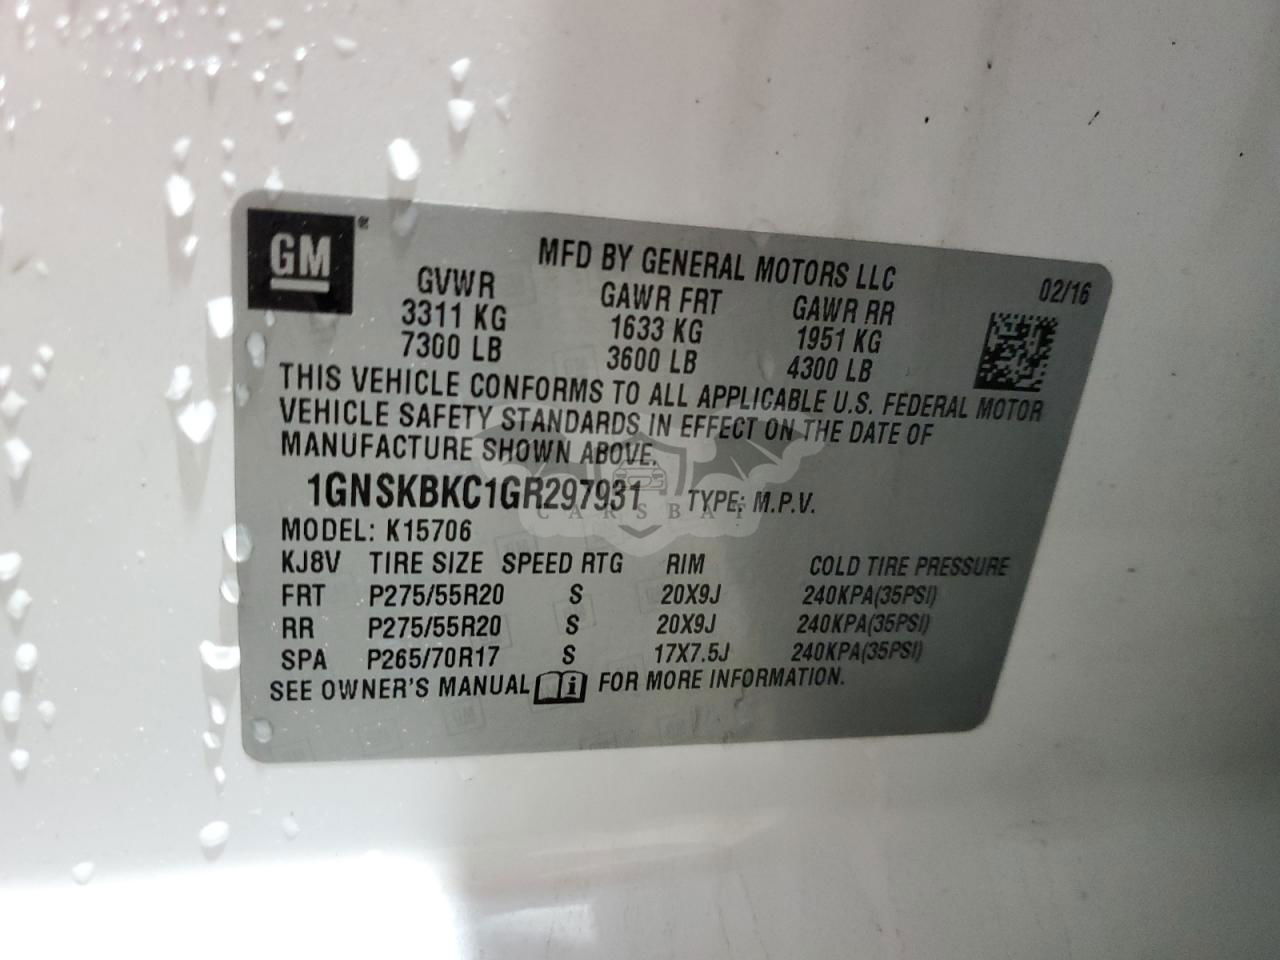 GM ®
MFD BY GENERAL MOTORS LLC
02/16
GVWR GAWR FRT GAWR RR
3311 KG 1633 KG 1951 KG
7300 LB 3600 LB 4300 LB
THIS VEHICLE CONFORMS TO ALL APPLICABLE U.S. FEDERAL MOTOR
VEHICLE SAFETY STANDARDS IN EFFECT ON THE DATE OF
MANUFACTURE SHOWN ABOVE.
1GNSKBKC1GR297931 TYPE: M.P.V.
CARSBAT
MODEL: K15706
KJ8V TIRE SIZE SPEED RTG RIM COLD TIRE PRESSURE
FRT P275/55R20 S 20X9J 240KPA(35PSI)
RR P275/55R20 S 20X9J 240KPA(35PSI)
SPA P265/70R17 S 17X7.5J 240KPA(35PSI)
SEE OWNER'S MANUAL i FOR MORE INFORMATION.
GM